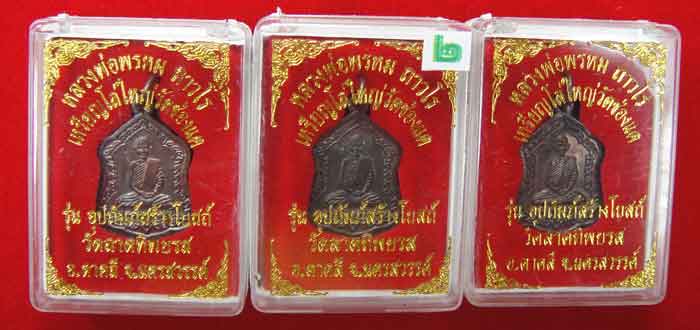 หลวงพ่อพรหม ถาวโร
เหรียญโต๊ใหญ่วัดช่องแค
รุ่น อุปถัมภ์สร้างโบสถ์
วัดลาดทิพยรส
อ.ตาคลี จ.นครสวรรค์
หลวงพ่อพรหม ถาวโร
เหรียญโต๊ใหญ่วัดช่องแค
รุ่น อุปถัมภ์สร้างโบสถ์
วัดลาดทิพยรส
อ.ตาคลี จ.นครสวรรค์
๒
หลวงพ่อพรหม ถาวโร
เหรียญโต๊ใหญ่วัดช่องแค
รุ่น อุปถัมภ์สร้างโบสถ์
วัดลาดทิพยรส
อ.ตาคลี จ.นครสวรรค์